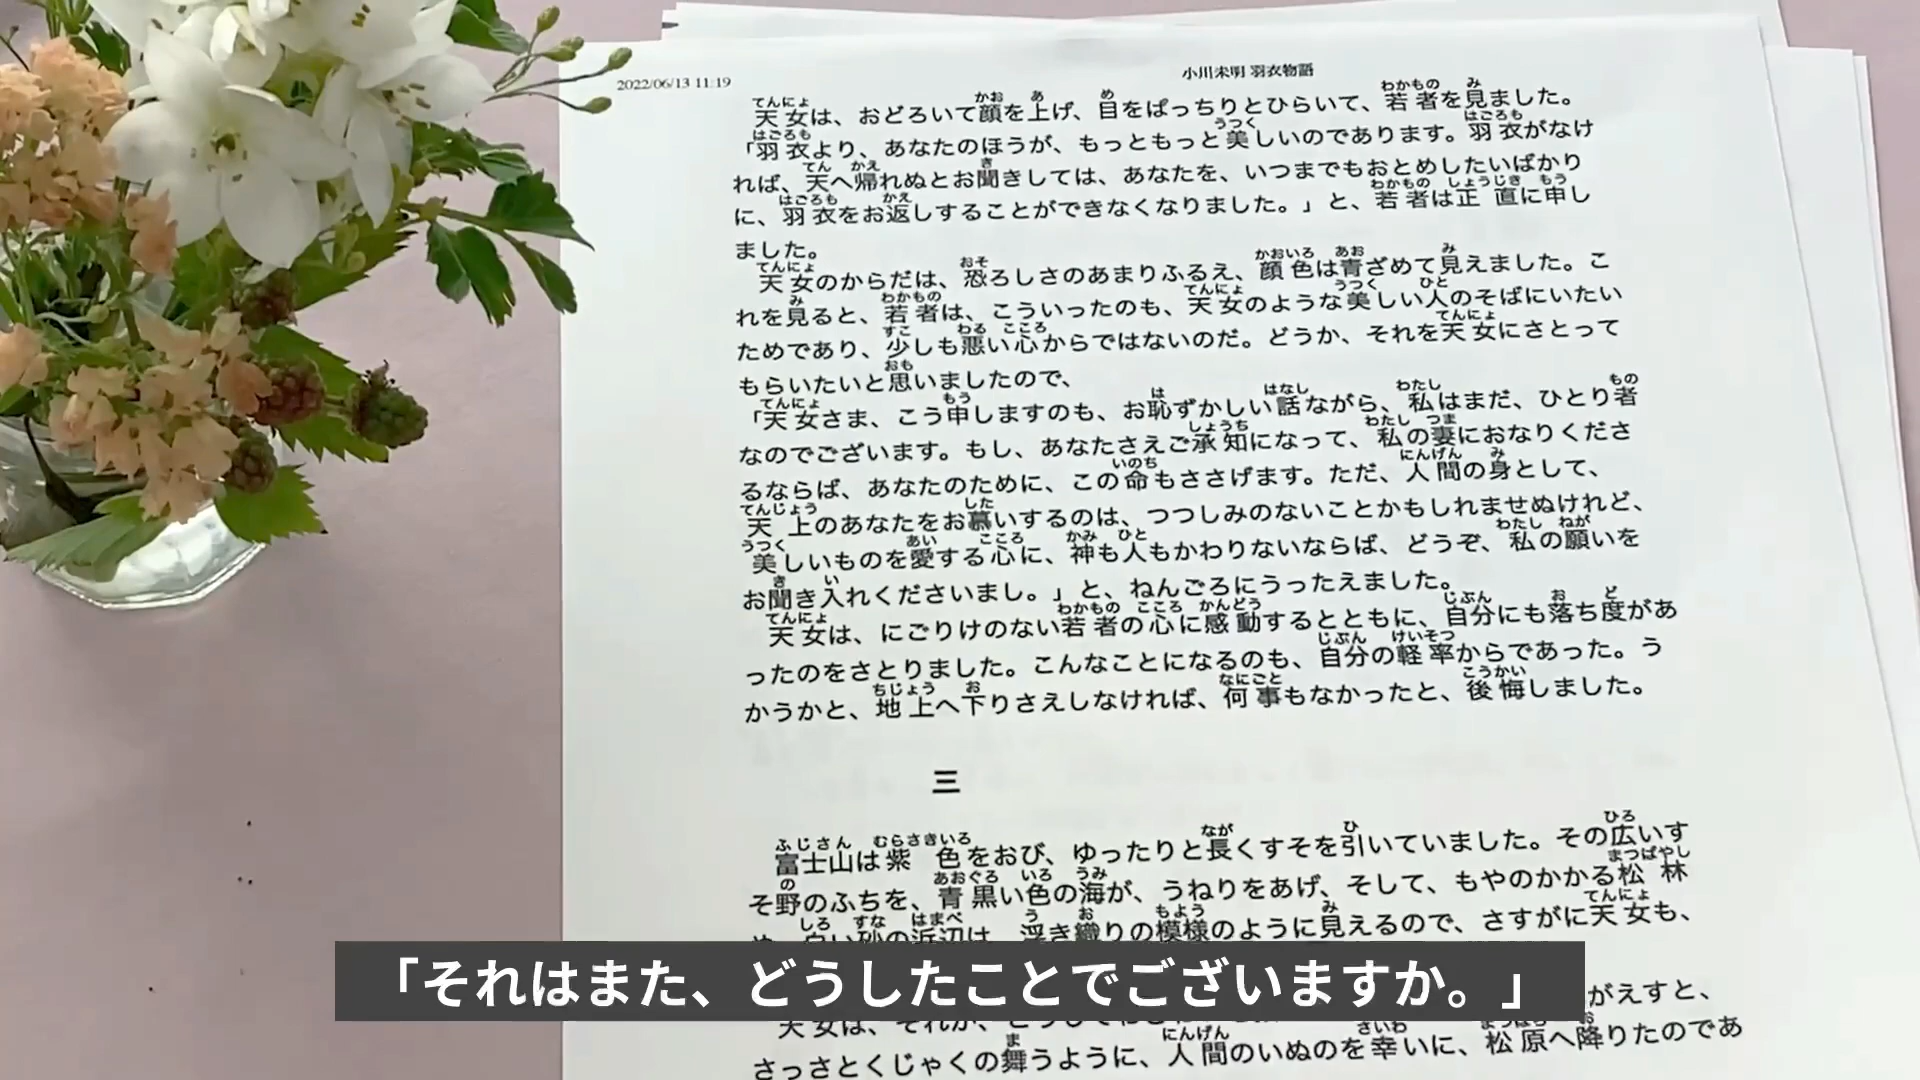 2022/06/13 11:19
小川未明 羽衣物語
天女は、おどろいて顔を上げ、目をぱっちりとひらいて、若者を見ました。
「羽衣より、あなたのほうが、もっともっと美しいのであります。羽衣がなけ
れば、天へ帰れぬとお聞きしては、あなたを、いつまでもおとめしたいばかり
に、羽衣をお返しすることができなくなりました。」と、若者は正直に申し
ました。
天女のからだは、恐ろしさのあまりふるえ、顔色は青ざめて見えました。こ
れを見ると、若者は、こういったのも、天女のような美しい人のそばにいたい
ためであり、少しも悪い心からではないのだ。どうか、それを天女にさとって
もらいたいと思いましたので、
「天女さま、こう申しますのも、お恥ずかしい話ながら、私はまだ、ひとり者
なのでございます。もし、あなたさえご承知になって、私の妻におなりくださ
るならば、あなたのために、この命もささげます。ただ、人間の身として、
天上のあなたをお慕いするのは、つつしみのないことかもしれませぬけれど、
美しいものを愛する心に、神も人もかわりないならば、どうぞ、私の願いを
お聞き入れくださいまし。」と、ねんごろにうったえました。
天女は、にごりけのない若者の心に感動するとともに、自分にも落ち度があ
ったのをさとりました。こんなことになるのも、自分の軽率からであった。う
かうかと、地上へ下りさえしなければ、何事もなかったと、後悔しました。
三
富士山は紫色をおび、ゆったりと長くすそを引いていました。その広いす
そ野のふちを、青黒い色の海が、うねりをあげ、そして、もやのかかる松林
や、白い砂の浜辺は、浮き織りの模様のように見えるので、さすがに天女も、
「それはまた、どうしたことでございますか。」
がえすと、
天女は、それが、
さっさとくじゃくの舞うように、人間のいぬのを幸いに、松原へ降りたのであ